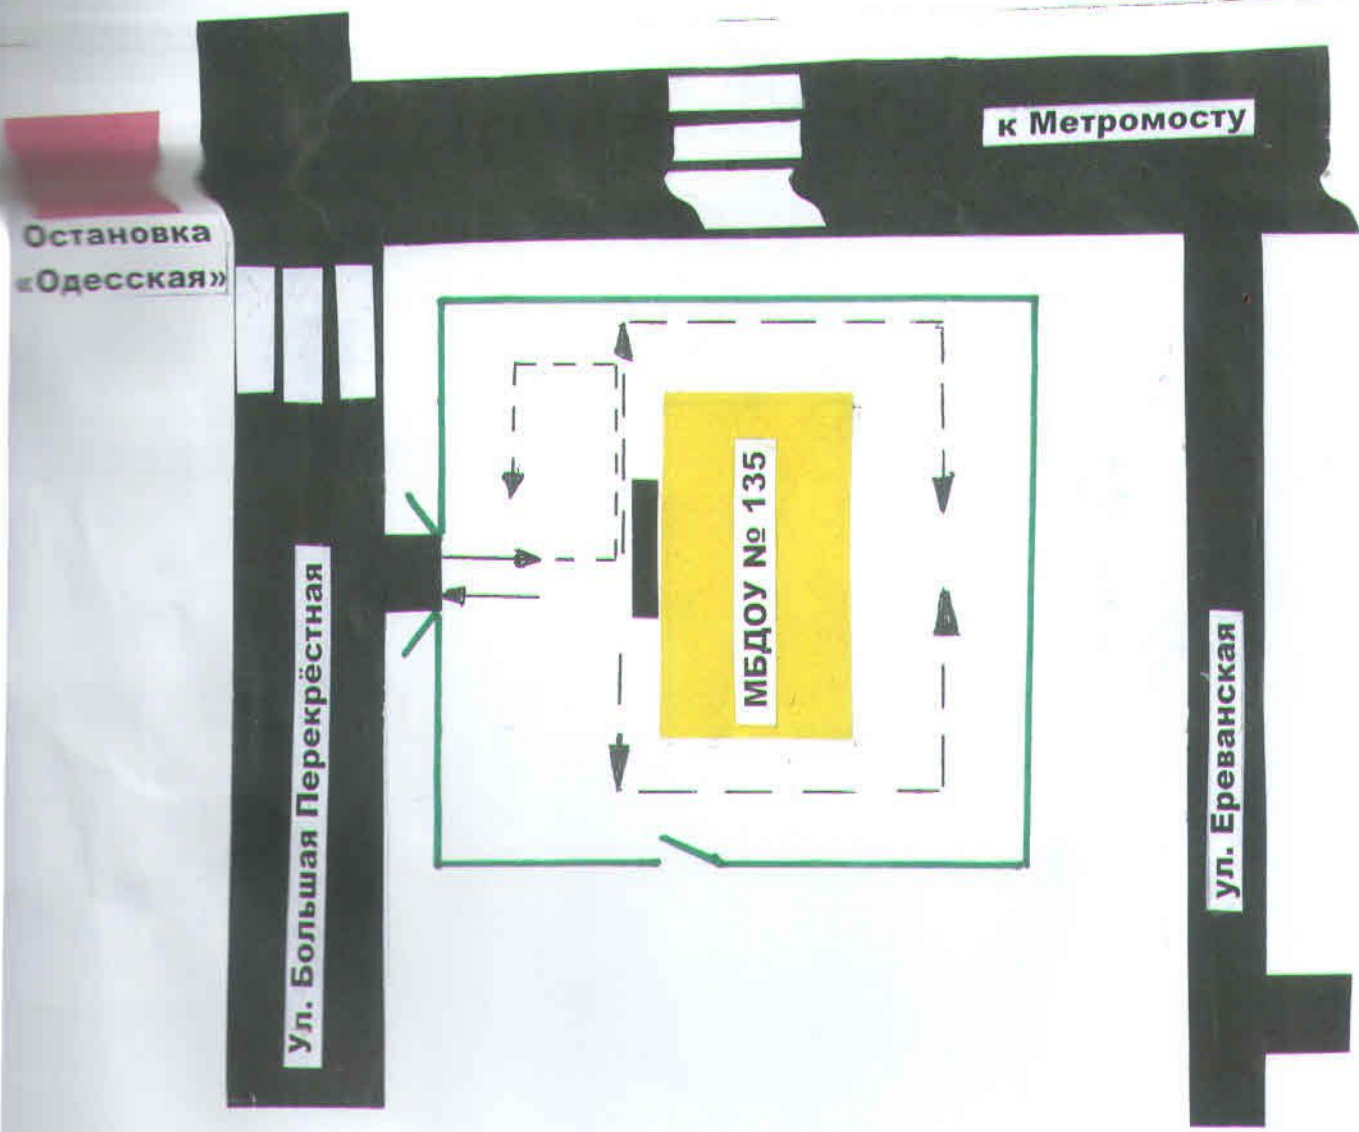 к Метромосту
Остановка
«Одесская»
Ул. Большая Перекрёстная
МБДОУ № 135
ул. Ереванская